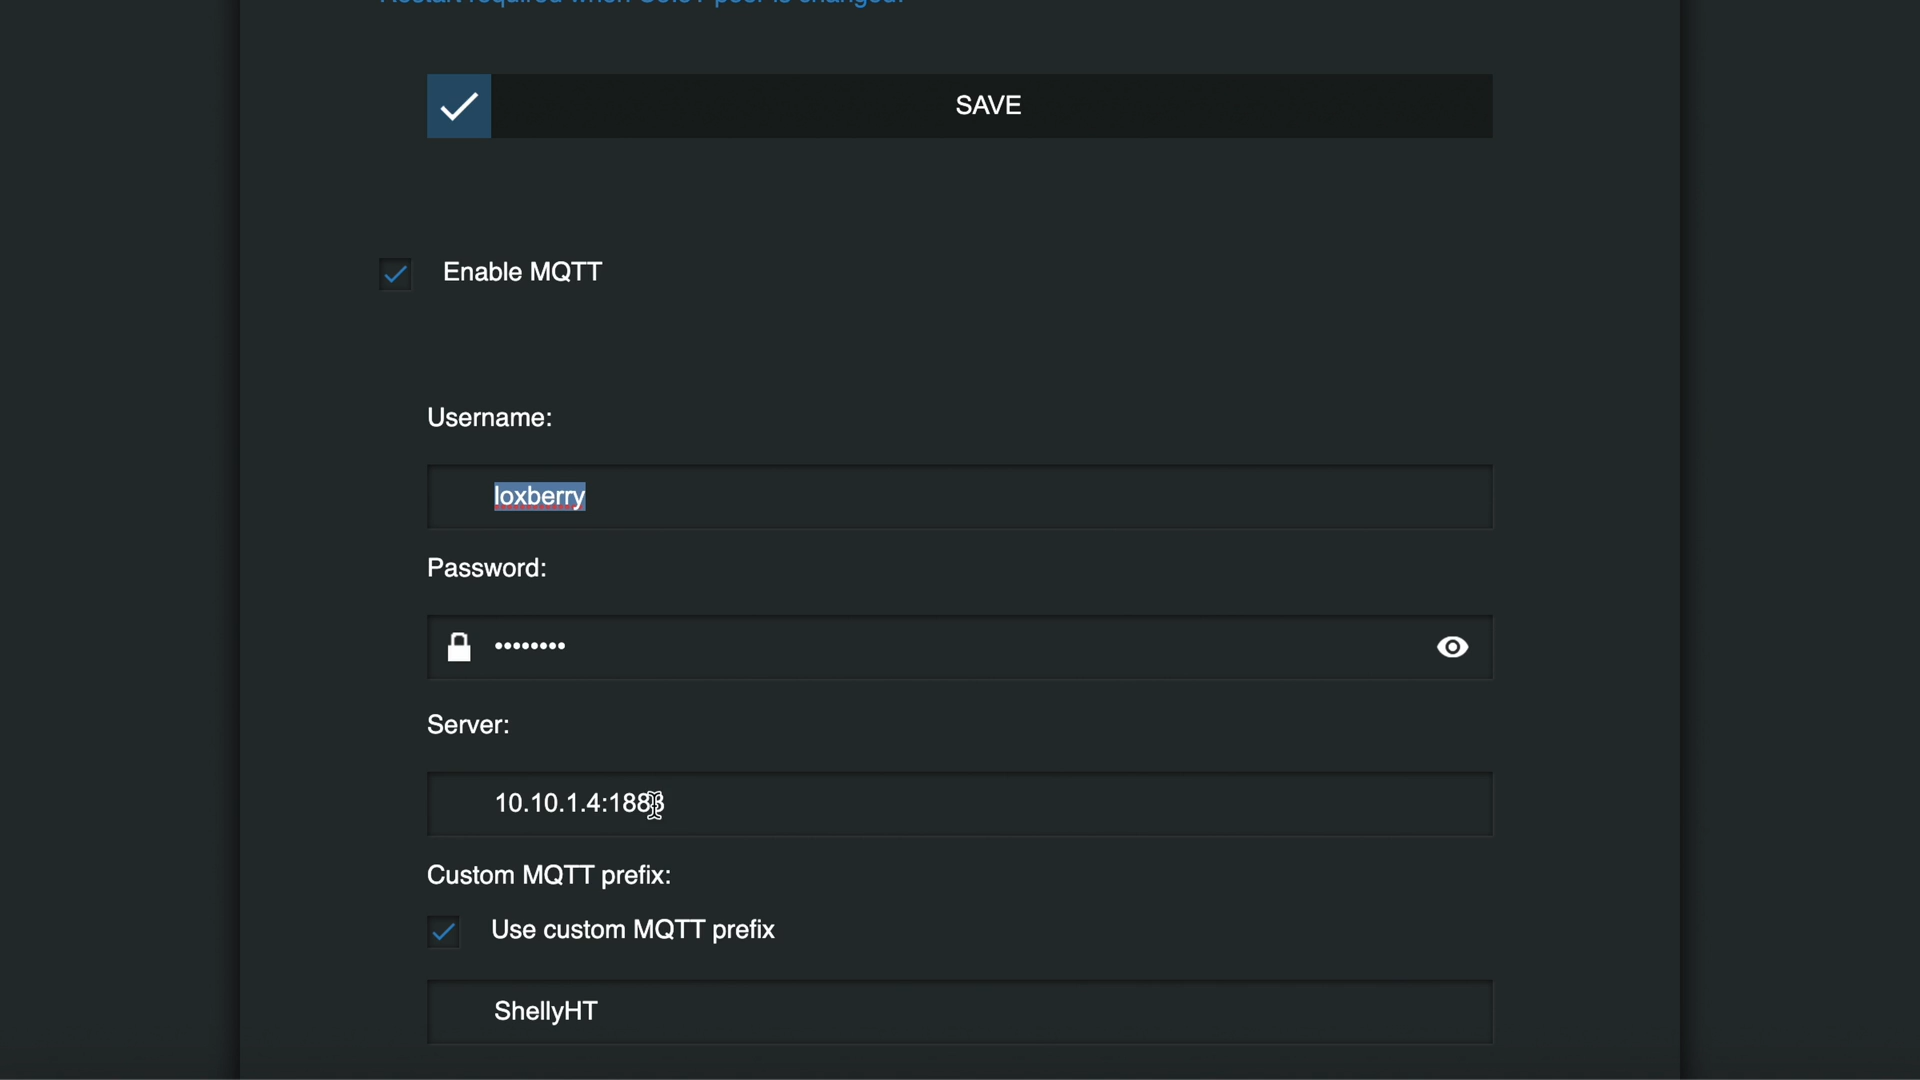 SAVE
Enable MQTT
Username:
loxberry
Password:
Server:
10.10.1.4:1883
Custom MQTT prefix:
Use custom MQTT prefix
ShellyHT